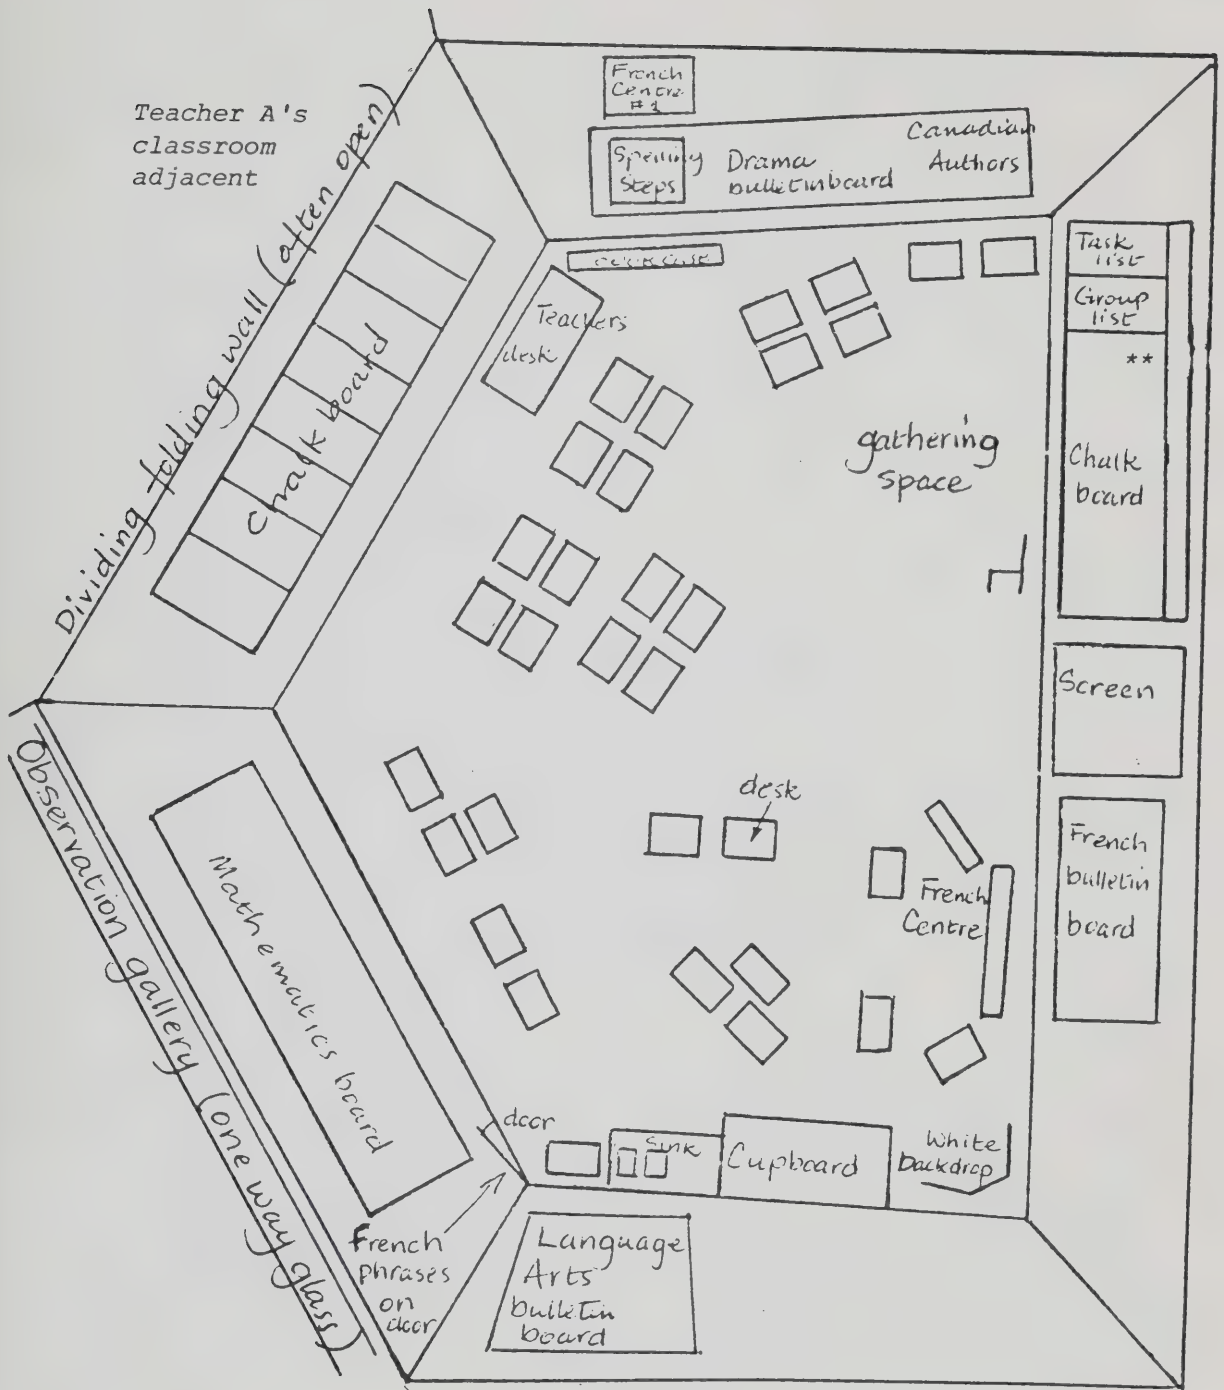 Teacher A's
classroom
adjacent
Dividing folding wall (often open)
Chalk board
French
Centre
#1
Spelling
Steps
Drama
bulletinboard
Canadian
Authors
Teachers
desk
Task
list
Group
list
**
Chalk
board
gathering
space
Screen
desk
French
Centre
French
bulletin
board
Observation gallery (one way glass)
Mathematics board
door
Sink
Cupboard
White
Backdrop
French
phrases
on
door
Language
Arts
bulletin
board